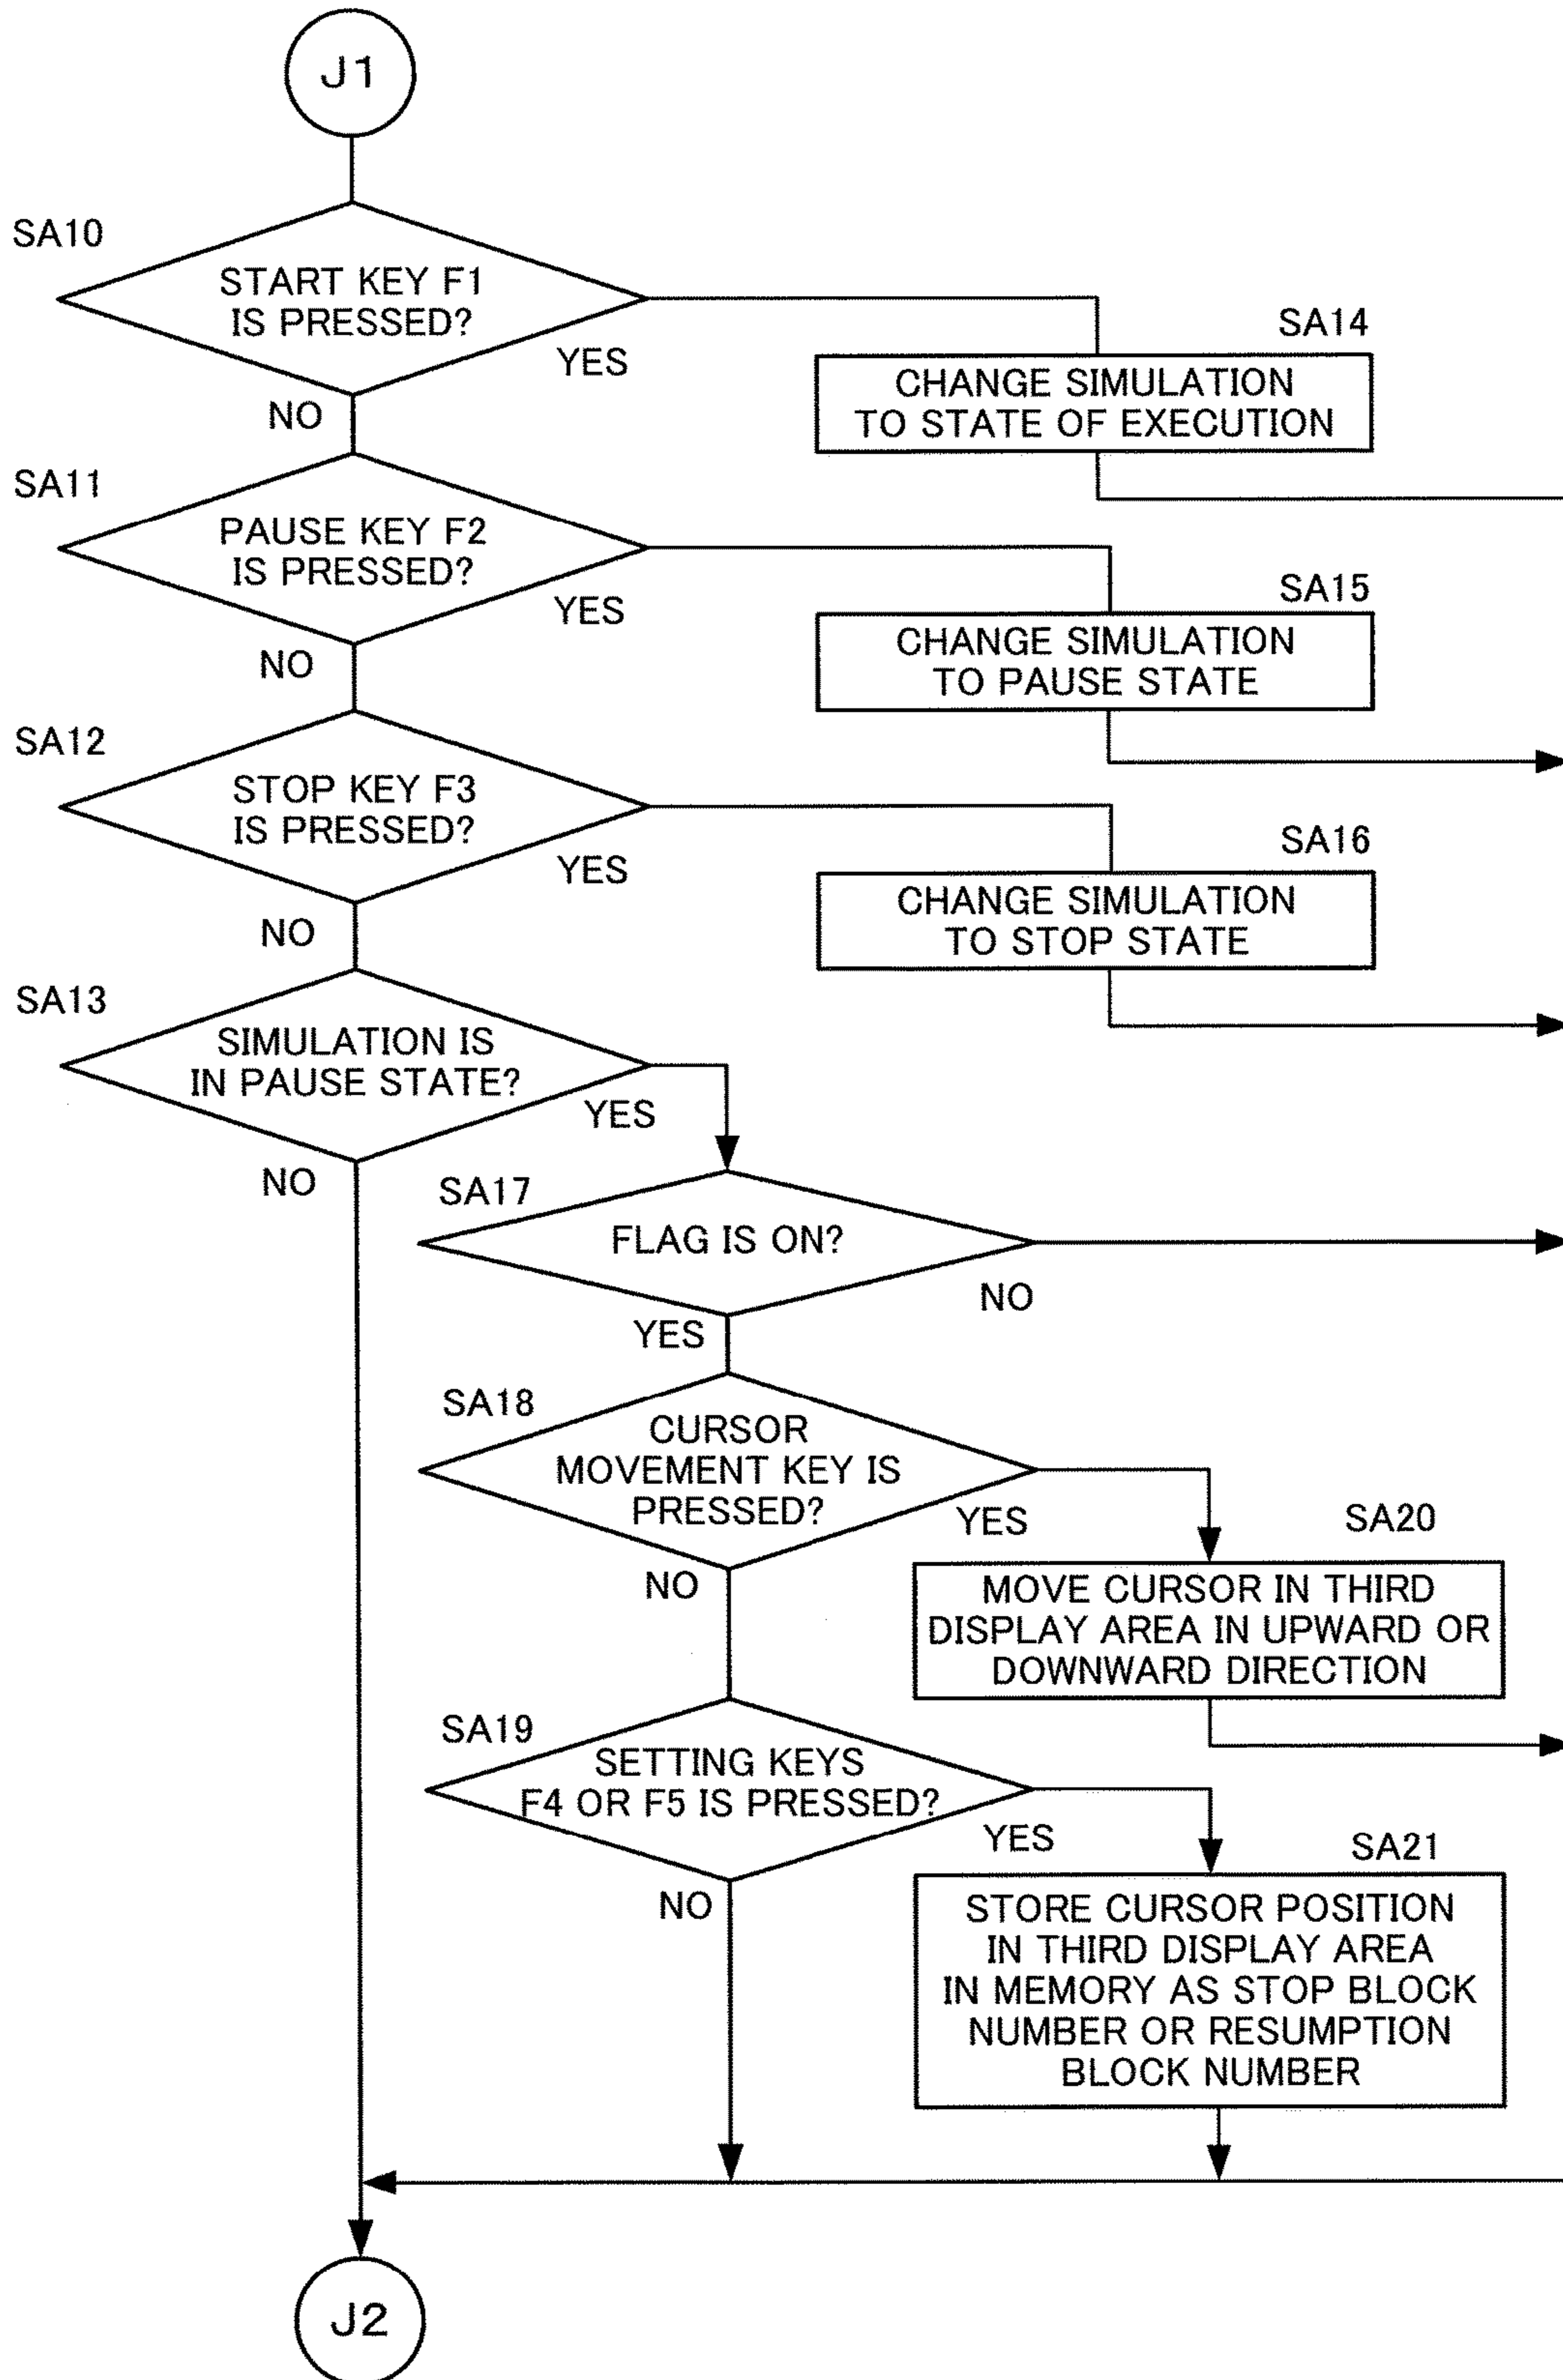 J1
SA10
START KEY F1
IS PRESSED?
YES
NO
SA14
CHANGE SIMULATION
TO STATE OF EXECUTION
SA11
PAUSE KEY F2
IS PRESSED?
YES
NO
SA15
CHANGE SIMULATION
TO PAUSE STATE
SA12
STOP KEY F3
IS PRESSED?
YES
NO
SA16
CHANGE SIMULATION
TO STOP STATE
SA13
SIMULATION IS
IN PAUSE STATE?
YES
NO
SA17
FLAG IS ON?
NO
YES
SA18
CURSOR
MOVEMENT KEY IS
PRESSED?
YES
NO
SA20
MOVE CURSOR IN THIRD
DISPLAY AREA IN UPWARD OR
DOWNWARD DIRECTION
SA19
SETTING KEYS
F4 OR F5 IS PRESSED?
YES
NO
SA21
STORE CURSOR POSITION
IN THIRD DISPLAY AREA
IN MEMORY AS STOP BLOCK
NUMBER OR RESUMPTION
BLOCK NUMBER
J2